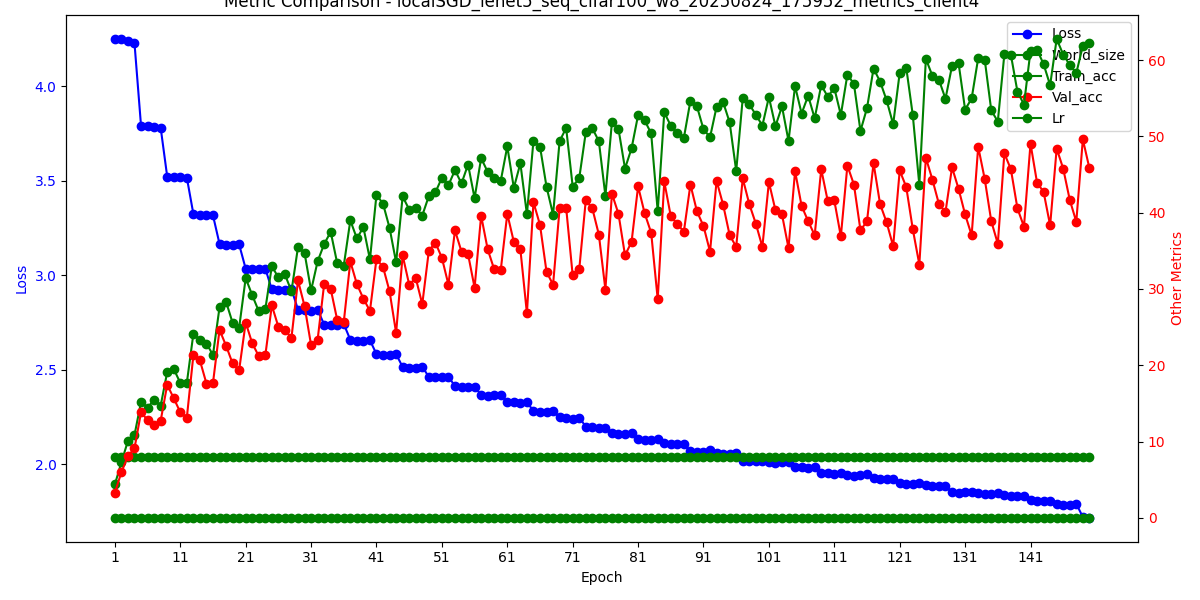 Metric Comparison - localSGD_lenet5_seq_cifar100_w8_20250824_175952_metrics_client4
Loss
World_size
Train_acc
Val_acc
Lr
4.0
3.5
3.0
2.5
2.0
Loss
60
50
40
30
20
10
0
Other Metrics
1 11 21 31 41 51 61 71 81 91 101 111 121 131 141
Epoch